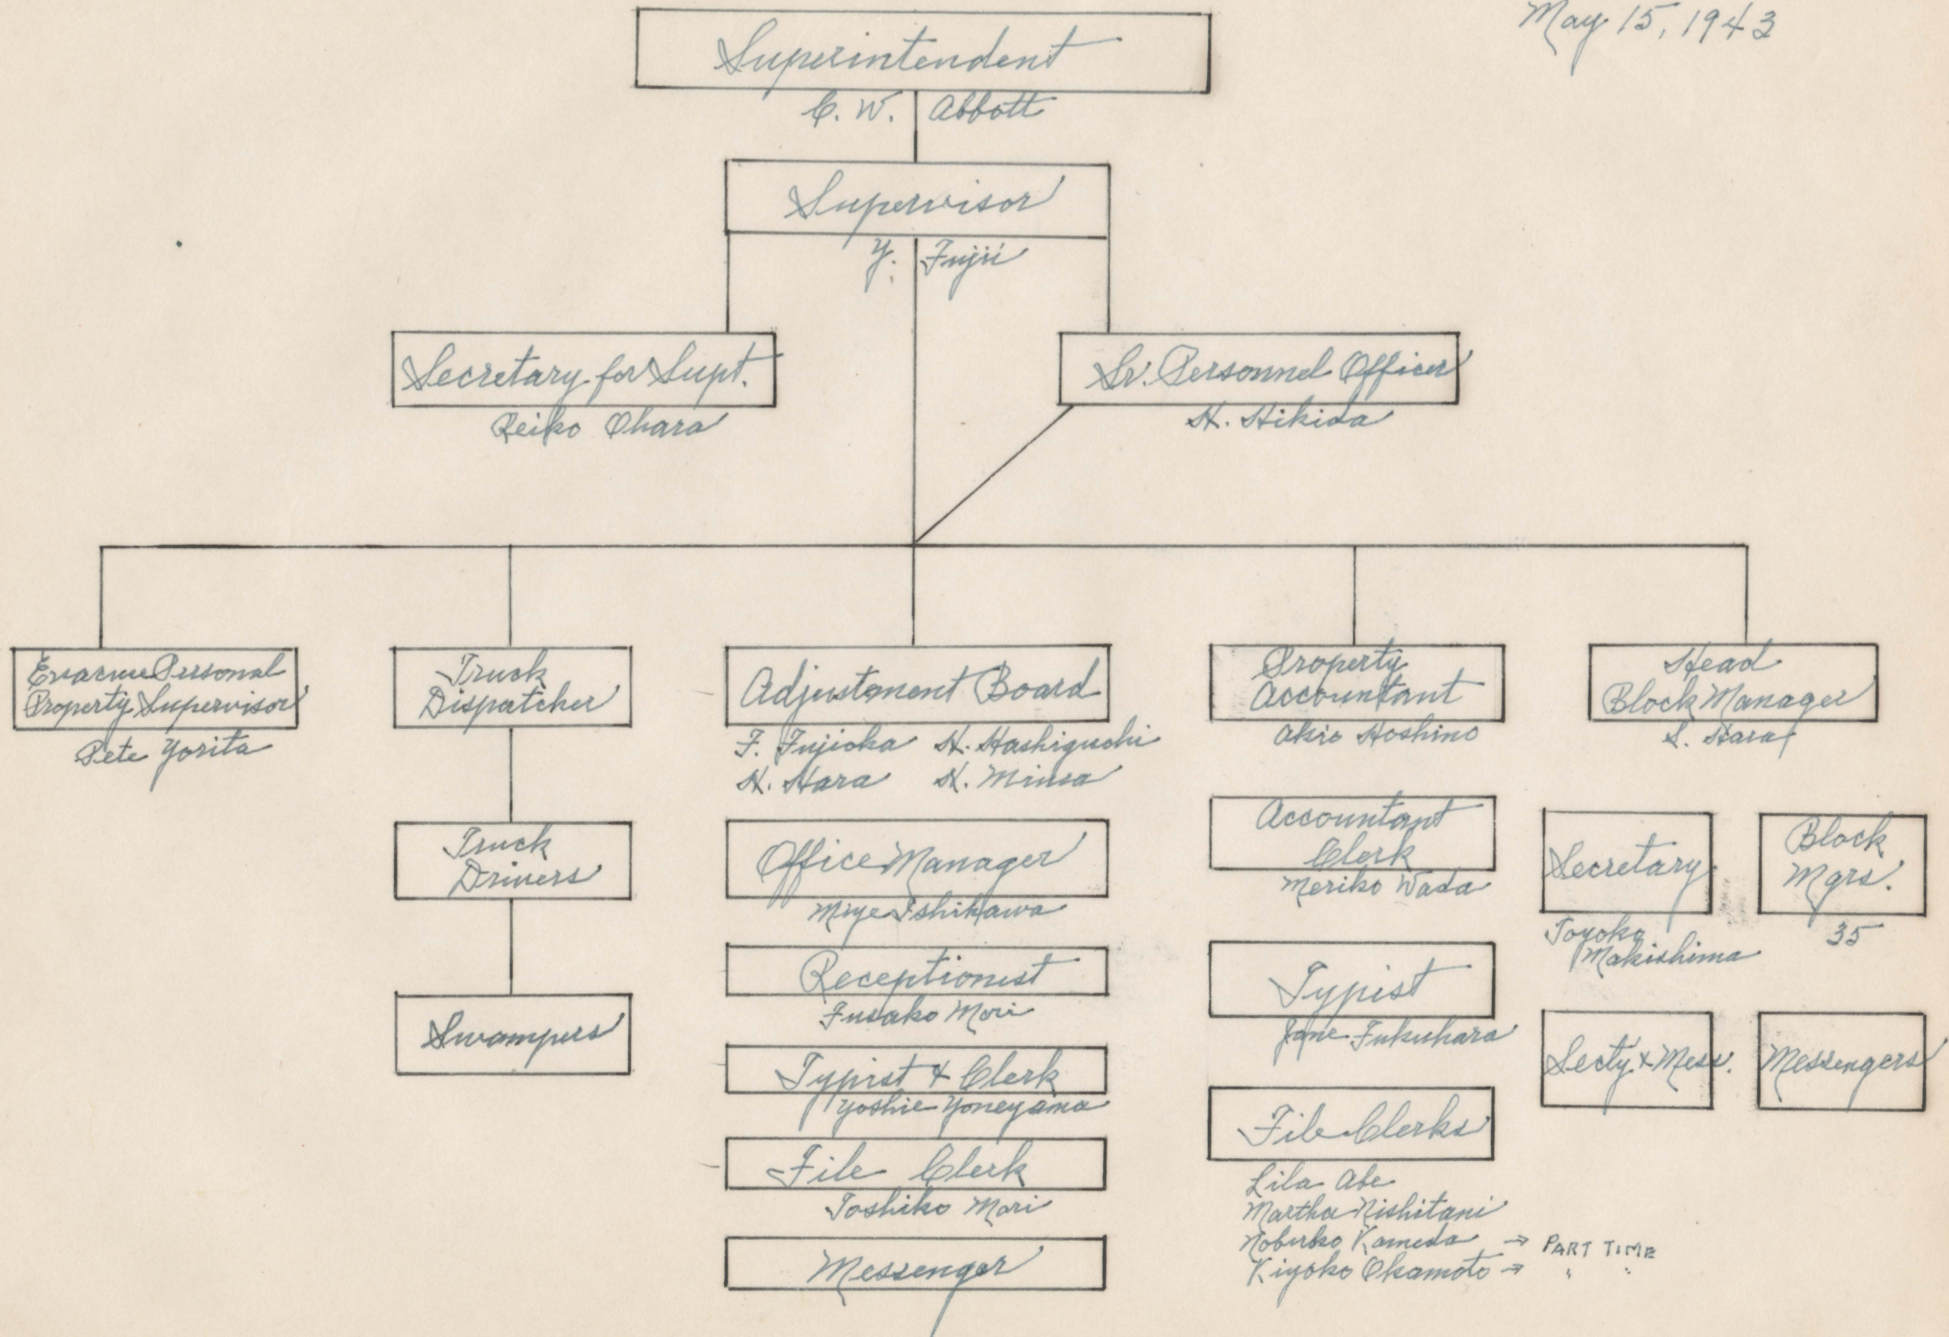 May 15, 1943
Superintendent
C. W. Abbott
Supervisor
Y. Fujii
Secretary for Supt.
Reiko Ohara
Sr. Personnel Officer
H. Hikida
Evacuee Personal
Property Supervisor
Pete Yorita
Truck
Dispatcher
Truck
Drivers
Swampers
Adjustment Board
F. Fujioka H. Hashiguchi
H. Hara H. Miura
Office Manager
Miye Ishikawa
Receptionist
Fusako Mori
Typist & Clerk
Yoshie Yoneyama
File Clerk
Toshiko Mori
Messenger
Property
Accountant
Akio Hoshino
Accountant
Clerk
Meriko Wada
Typist
Jane Fukuhara
File Clerks
Lila Abe
Martha Nishitani
Nobuko Kameda → PART TIME
Kiyoko Okamoto → " "
Head
Block Manager
S. Hara
Secretary
Toyoko
Makishima
Block
Mgrs.
35
Secty & Mess.
Messengers